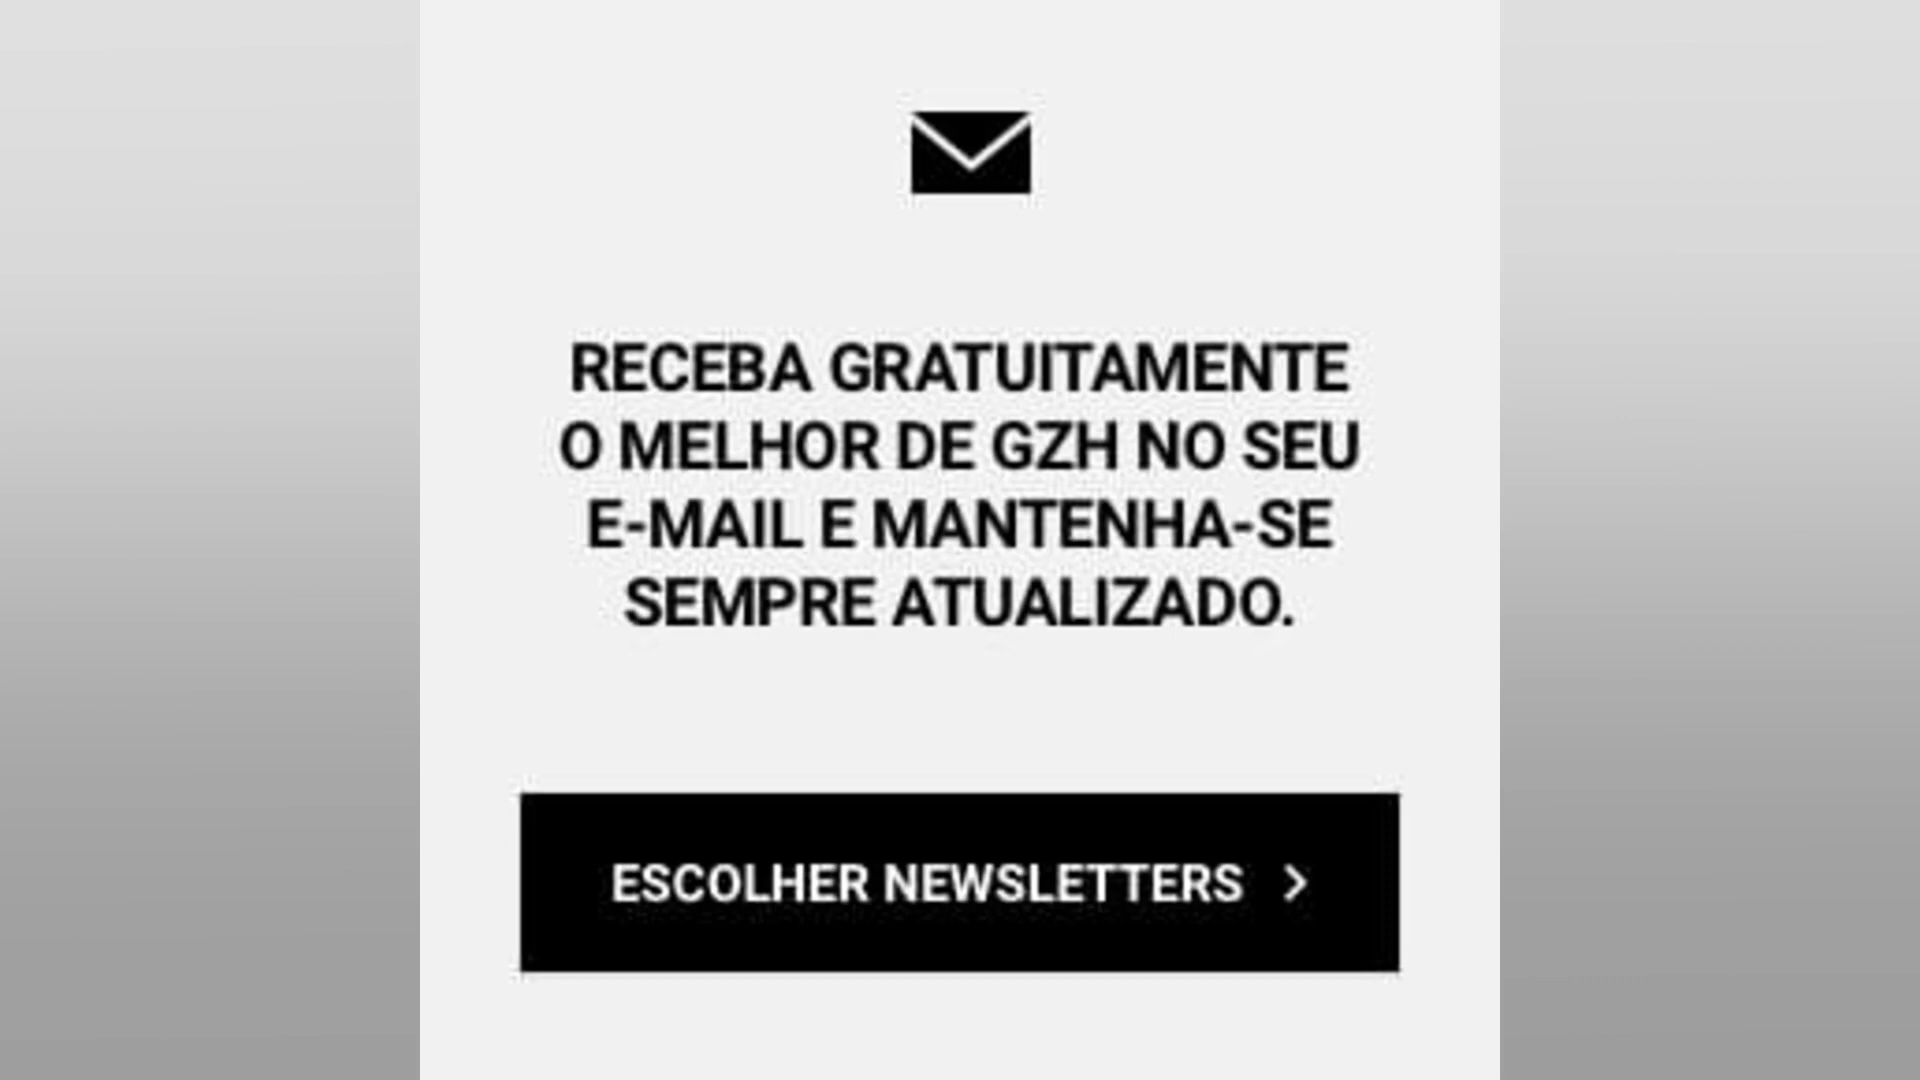 RECEBA GRATUITAMENTE
O MELHOR DE GZH NO SEU
E-MAIL E MANTENHA-SE
SEMPRE ATUALIZADO.
ESCOLHER NEWSLETTERS